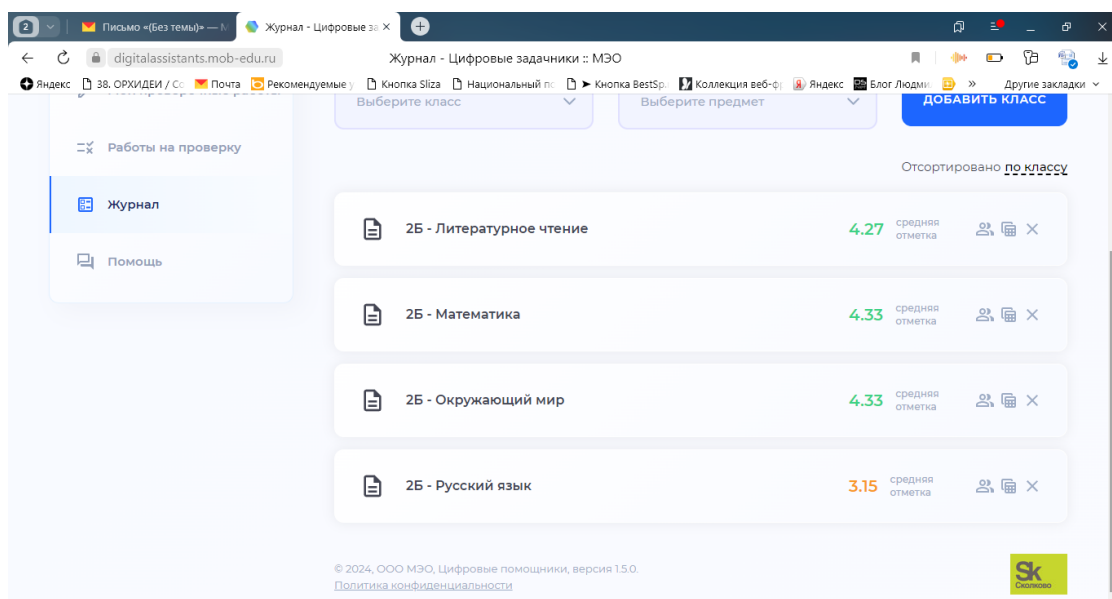 2
Письмо «(Без темы)» — М
Журнал - Цифровые за
digitalassistants.mob-edu.ru
Журнал - Цифровые задачники :: МЭО
Яндекс
38. ОРХИДЕИ / Со
Почта
Рекомендуемые у
Кнопка Sliza
Национальный по
➤ Кнопка BestSp
Коллекция веб-ф
Яндекс
Блог Людми
»
Другие закладки
Выберите класс
Выберите предмет
ДОБАВИТЬ КЛАСС
Работы на проверку
Журнал
Помощь
Отсортировано по классу
2Б - Литературное чтение
4.27 средняя отметка
2Б - Математика
4.33 средняя отметка
2Б - Окружающий мир
4.33 средняя отметка
2Б - Русский язык
3.15 средняя отметка
© 2024, ООО МЭО, Цифровые помощники, версия 1.5.0.
Политика конфиденциальности
Sk
Сколково